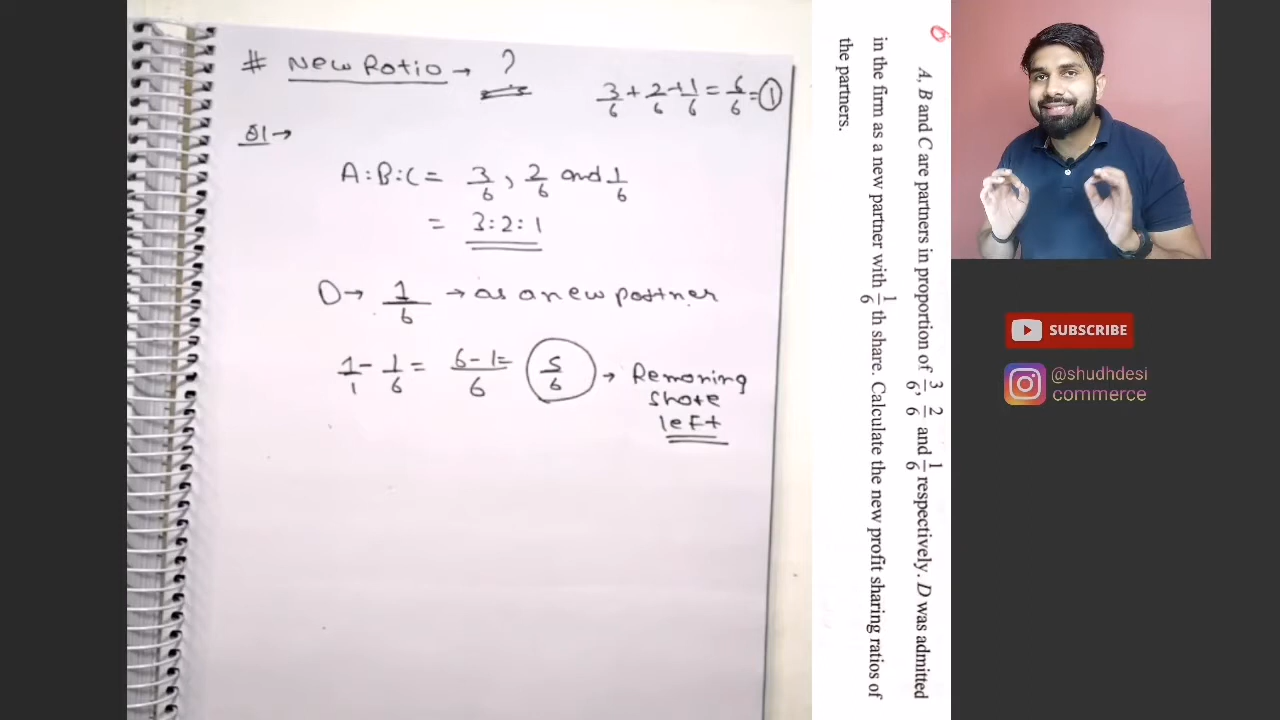 # New Ratio → ?
3/6 + 2/6 + 1/6 = 6/6 = 1
Q1 →
A:B:C = 3/6, 2/6 and 1/6
= 3:2:1
D → 1/6 → as a new partner
1/1 - 1/6 = 6-1/6 = 5/6 → Remaning
share
left
6
A, B and C are partners in proportion of 3/6, 2/6 and 1/6 respectively. D was admitted
in the firm as a new partner with 1/6 th share. Calculate the new profit sharing ratios of
the partners.
SUBSCRIBE
@shudhdesi
commerce